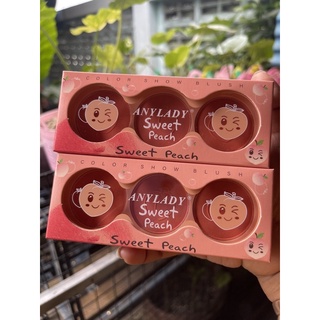 COLOR SHOW BLUSH
ANYLADY
Sweet
Peach
Sweet Peach
COLOR SHOW BLUSH
ANYLADY®
Sweet
Peach
Sweet Peach